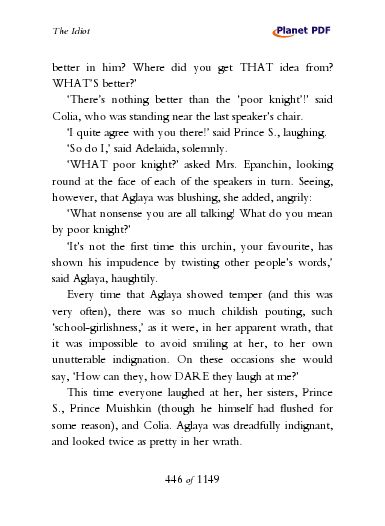 The Idiot
Planet PDF
better in him? Where did you get THAT idea from?
WHAT'S better?'
'There's nothing better than the 'poor knight'!' said
Colia, who was standing near the last speaker's chair.
'I quite agree with you there!' said Prince S., laughing.
'So do I,' said Adelaida, solemnly.
'WHAT poor knight?' asked Mrs. Epanchin, looking
round at the face of each of the speakers in turn. Seeing,
however, that Aglaya was blushing, she added, angrily:
'What nonsense you are all talking! What do you mean
by poor knight?'
'It's not the first time this urchin, your favourite, has
shown his impudence by twisting other people's words,'
said Aglaya, haughtily.
Every time that Aglaya showed temper (and this was
very often), there was so much childish pouting, such
'school-girlishness,' as it were, in her apparent wrath, that
it was impossible to avoid smiling at her, to her own
unutterable indignation. On these occasions she would
say, 'How can they, how DARE they laugh at me?'
This time everyone laughed at her, her sisters, Prince
S., Prince Muishkin (though he himself had flushed for
some reason), and Colia. Aglaya was dreadfully indignant,
and looked twice as pretty in her wrath.
446 of 1149